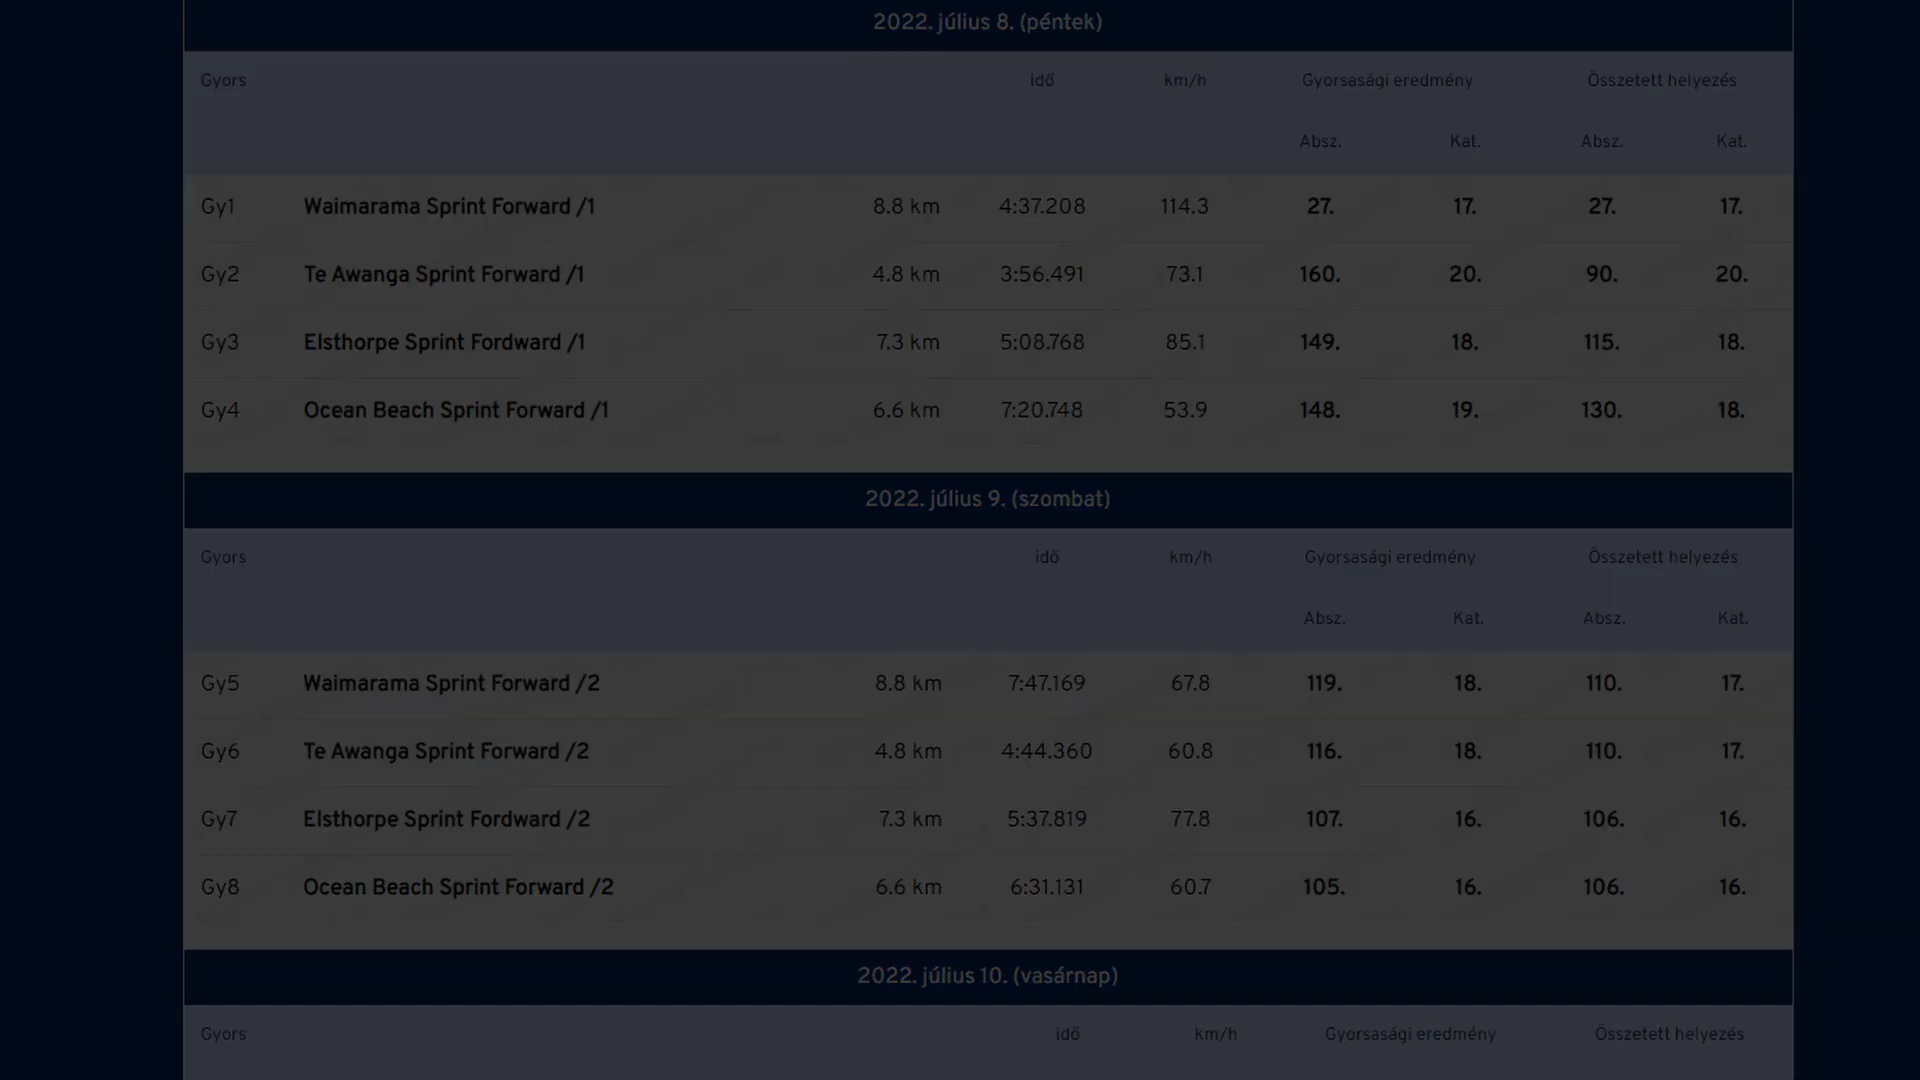 2022. július 8. (péntek)
Gyors idő km/h Gyorsasági eredmény Összetett helyezés
Absz. Kat. Absz. Kat.
Gy1 Waimarama Sprint Forward /1 8.8 km 4:37.208 114.3 27. 17. 27. 17.
Gy2 Te Awanga Sprint Forward /1 4.8 km 3:56.491 73.1 160. 20. 90. 20.
Gy3 Elsthorpe Sprint Fordward /1 7.3 km 5:08.768 85.1 149. 18. 115. 18.
Gy4 Ocean Beach Sprint Forward /1 6.6 km 7:20.748 53.9 148. 19. 130. 18.
2022. július 9. (szombat)
Gyors idő km/h Gyorsasági eredmény Összetett helyezés
Absz. Kat. Absz. Kat.
Gy5 Waimarama Sprint Forward /2 8.8 km 7:47.169 67.8 119. 18. 110. 17.
Gy6 Te Awanga Sprint Forward /2 4.8 km 4:44.360 60.8 116. 18. 110. 17.
Gy7 Elsthorpe Sprint Fordward /2 7.3 km 5:37.819 77.8 107. 16. 106. 16.
Gy8 Ocean Beach Sprint Forward /2 6.6 km 6:31.131 60.7 105. 16. 106. 16.
2022. július 10. (vasárnap)
Gyors idő km/h Gyorsasági eredmény Összetett helyezés